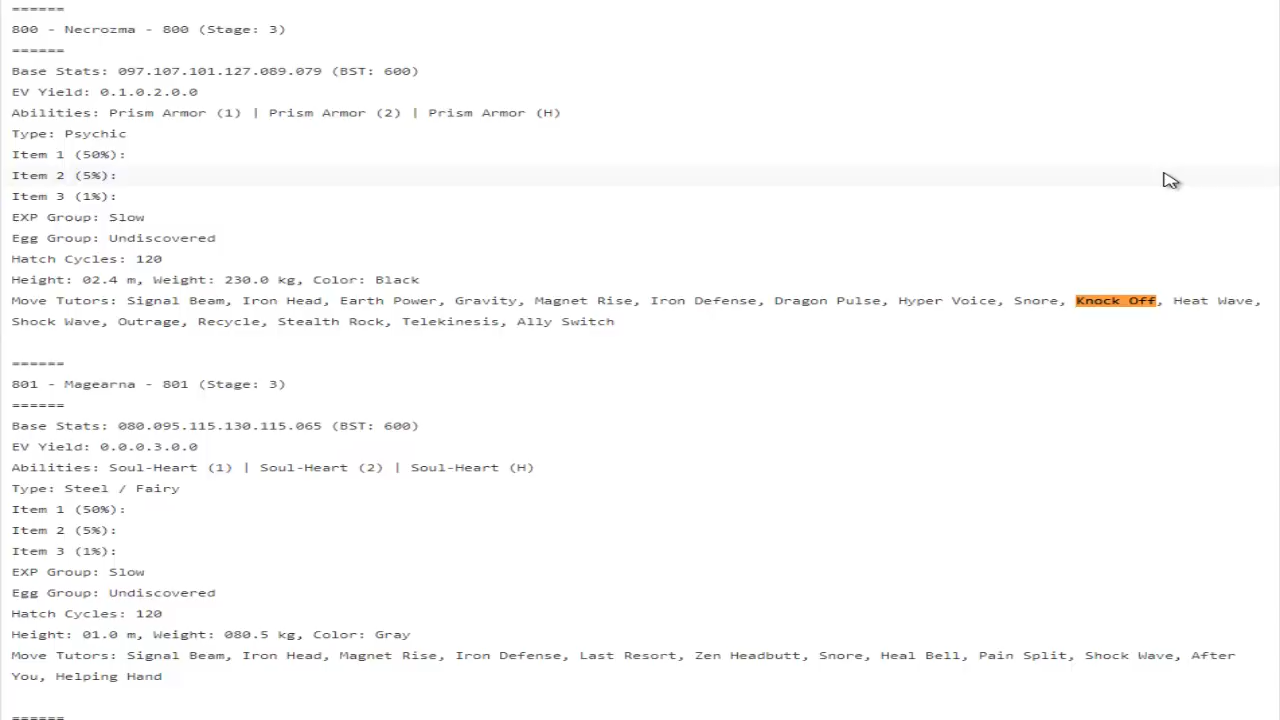 ======
800 - Necrozma - 800 (Stage: 3)
======
Base Stats: 097.107.101.127.089.079 (BST: 600)
EV Yield: 0.1.0.2.0.0
Abilities: Prism Armor (1) | Prism Armor (2) | Prism Armor (H)
Type: Psychic
Item 1 (50%):
Item 2 (5%):
Item 3 (1%):
EXP Group: Slow
Egg Group: Undiscovered
Hatch Cycles: 120
Height: 02.4 m, Weight: 230.0 kg, Color: Black
Move Tutors: Signal Beam, Iron Head, Earth Power, Gravity, Magnet Rise, Iron Defense, Dragon Pulse, Hyper Voice, Snore, Knock Off, Heat Wave,
Shock Wave, Outrage, Recycle, Stealth Rock, Telekinesis, Ally Switch
======
801 - Magearna - 801 (Stage: 3)
======
Base Stats: 080.095.115.130.115.065 (BST: 600)
EV Yield: 0.0.0.3.0.0
Abilities: Soul-Heart (1) | Soul-Heart (2) | Soul-Heart (H)
Type: Steel / Fairy
Item 1 (50%):
Item 2 (5%):
Item 3 (1%):
EXP Group: Slow
Egg Group: Undiscovered
Hatch Cycles: 120
Height: 01.0 m, Weight: 080.5 kg, Color: Gray
Move Tutors: Signal Beam, Iron Head, Magnet Rise, Iron Defense, Last Resort, Zen Headbutt, Snore, Heal Bell, Pain Split, Shock Wave, After
You, Helping Hand
======